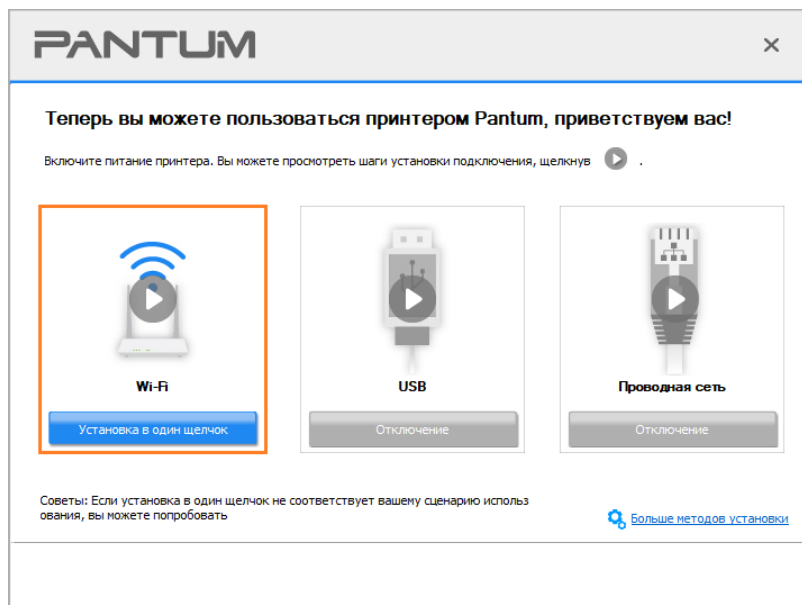 PANTUM
Теперь вы можете пользоваться принтером Pantum, приветствуем вас!
Включите питание принтера. Вы можете просмотреть шаги установки подключения, щелкнув .
Wi-Fi
Установка в один щелчок
USB
Отключение
Проводная сеть
Отключение
Советы: Если установка в один щелчок не соответствует вашему сценарию использ
ования, вы можете попробовать
Больше методов установки